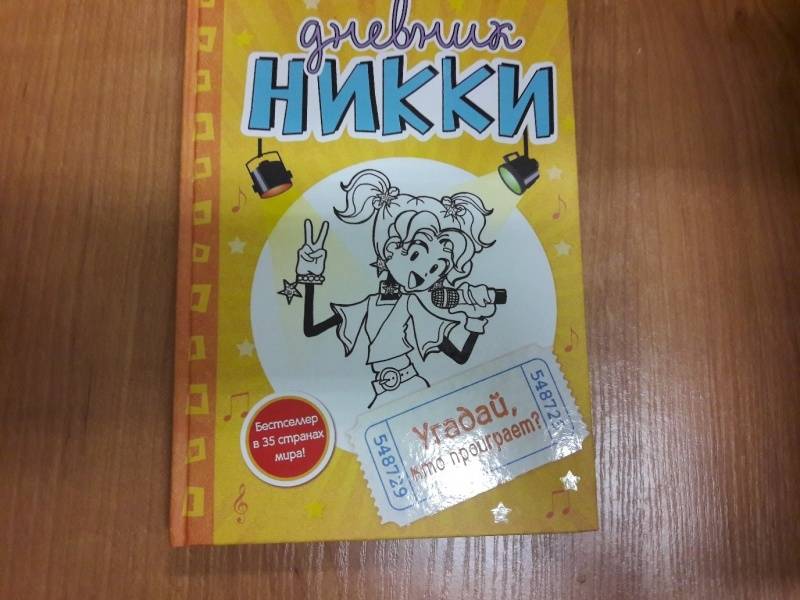 дневник
НИККИ
Бестселлер
в 35 странах
мира!
Угадай,
кто проиграет?
548729
548729